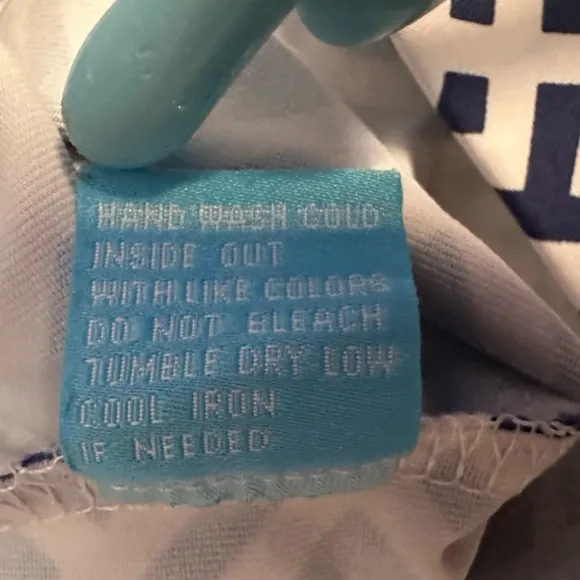 HAND WASH COLD
INSIDE OUT
WITH LIKE COLORS
DO NOT BLEACH
TUMBLE DRY LOW
COOL IRON
IF NEEDED